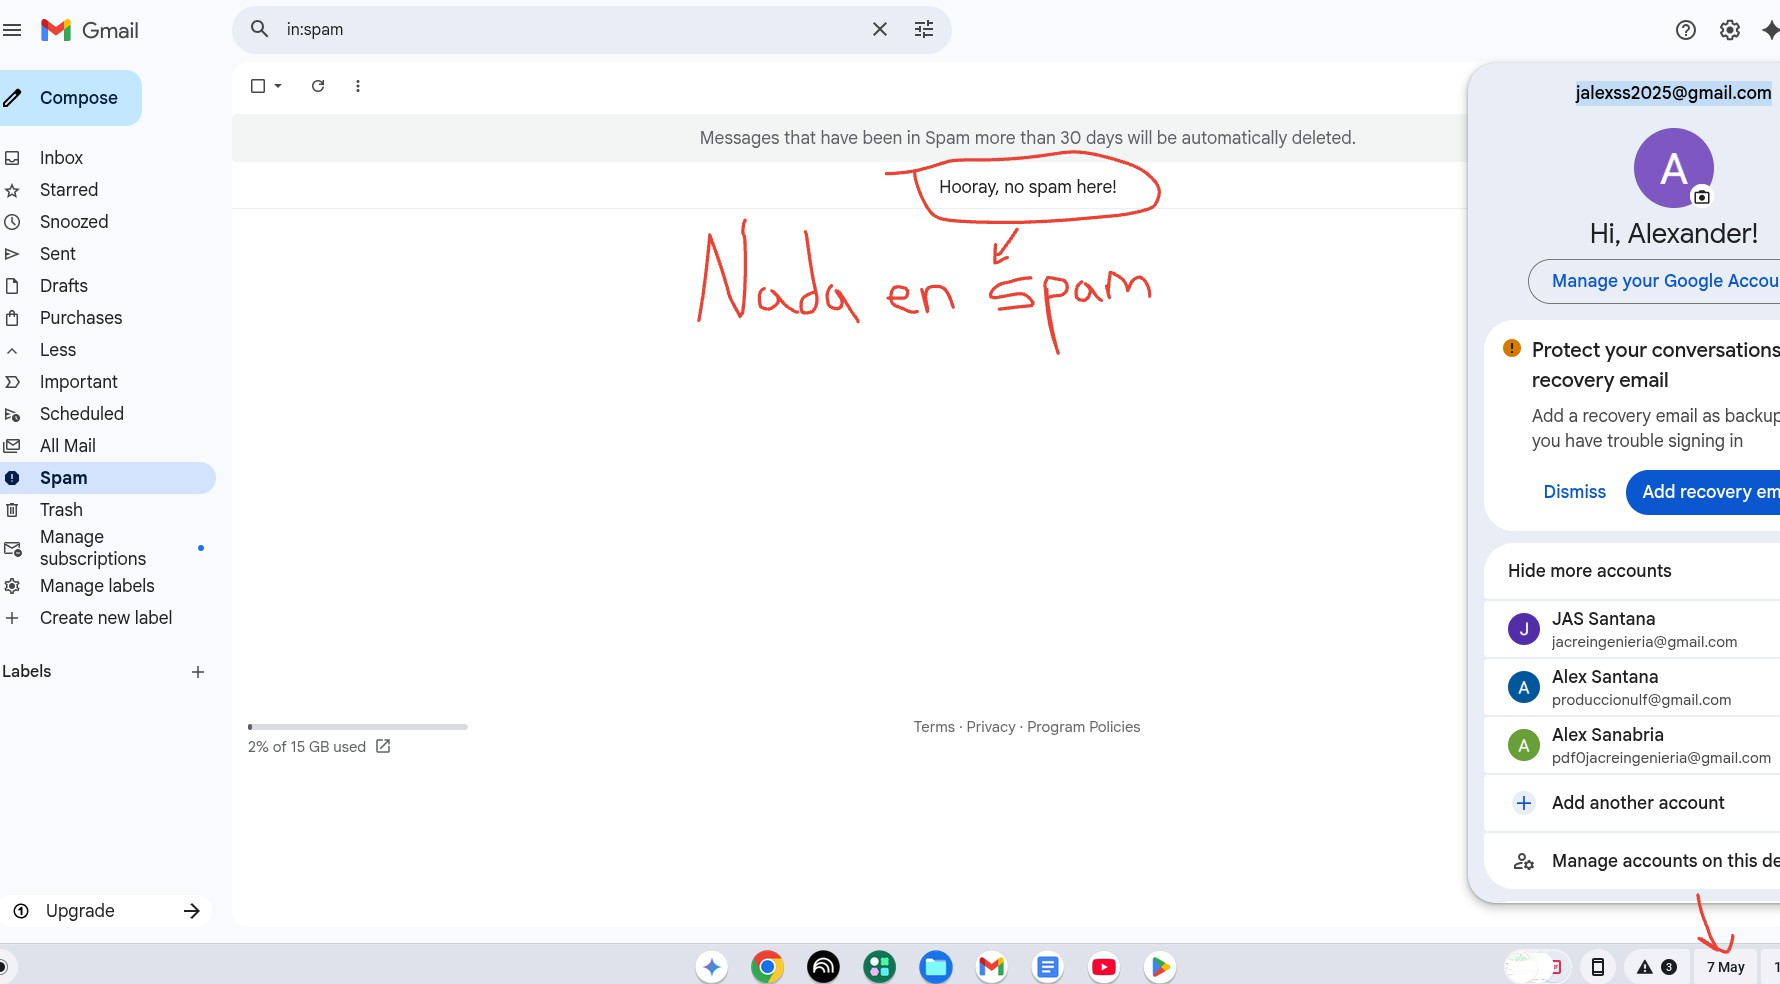 Gmail
in:spam
Compose
Messages that have been in Spam more than 30 days will be automatically deleted.
Hooray, no spam here!
Nada en spam
Inbox
Starred
Snoozed
Sent
Drafts
Purchases
Less
Important
Scheduled
All Mail
Spam
Trash
Manage
subscriptions
Manage labels
Create new label
Labels
2% of 15 GB used
Terms · Privacy · Program Policies
Upgrade
jalexss2025@gmail.com
A
Hi, Alexander!
Manage your Google Accou
Protect your conversations
recovery email
Add a recovery email as backup
you have trouble signing in
Dismiss
Add recovery em
Hide more accounts
J
JAS Santana
jacreingenieria@gmail.com
A
Alex Santana
produccionulf@gmail.com
A
Alex Sanabria
pdf0jacreingenieria@gmail.com
Add another account
Manage accounts on this de
3
7 May
1